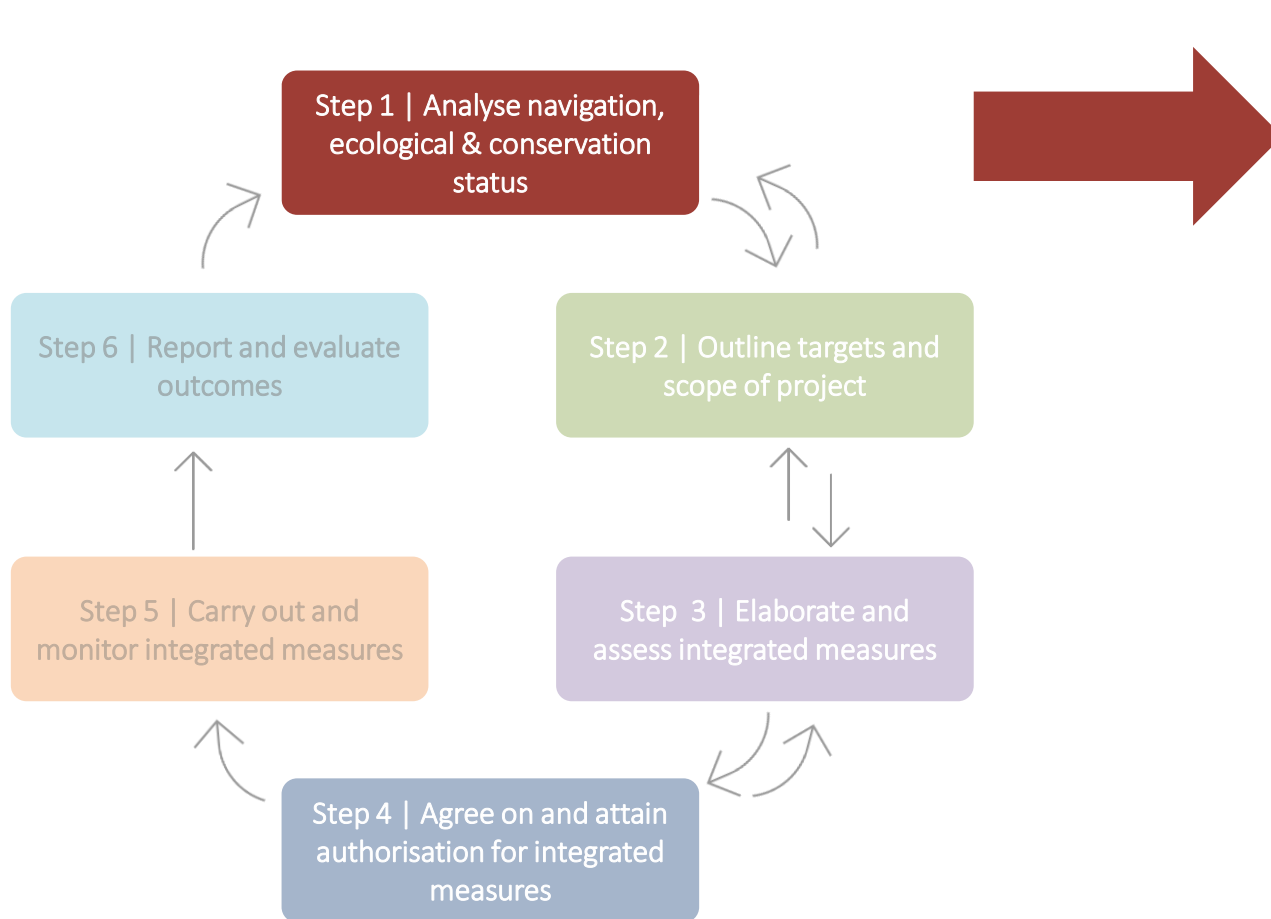 Step 1 | Analyse navigation,
ecological & conservation
status
Step 2 | Outline targets and
scope of project
Step  3 | Elaborate and
assess integrated measures
Step 4 | Agree on and attain
authorisation for integrated
measures
Step 5 | Carry out and
monitor integrated measures
Step 6 | Report and evaluate
outcomes